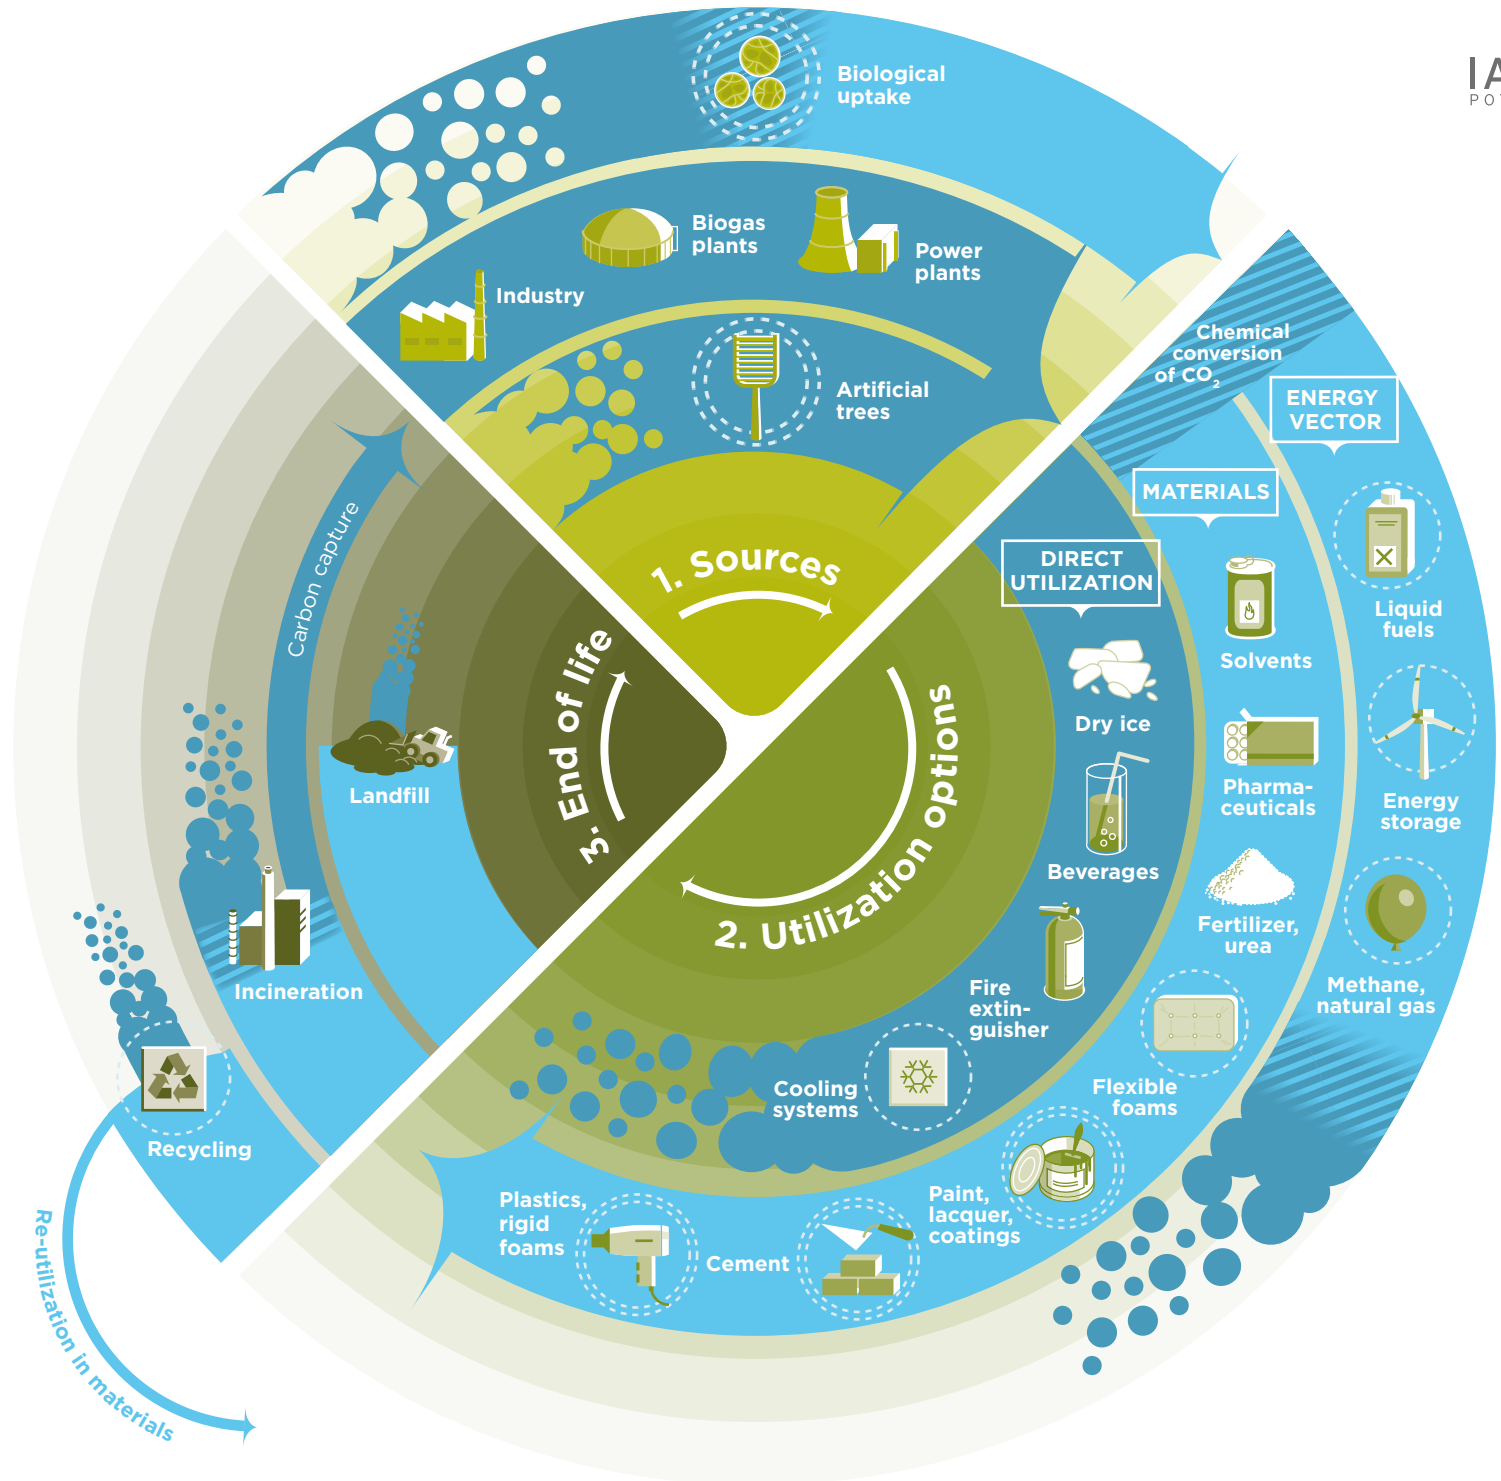 IA
POT
Biological
uptake
Biogas
plants
Power
plants
Industry
Artificial
trees
1. Sources
Chemical
conversion
of CO₂
ENERGY
VECTOR
MATERIALS
DIRECT
UTILIZATION
Liquid
fuels
Solvents
Dry ice
Energy
storage
Pharma-
ceuticals
Beverages
Fertilizer,
urea
Methane,
natural gas
Fire
extin-
guisher
Cooling
systems
Flexible
foams
Paint,
lacquer,
coatings
Cement
Plastics,
rigid
foams
2. Utilization options
3. End of life
Carbon capture
Landfill
Incineration
Recycling
Re-utilization in materials